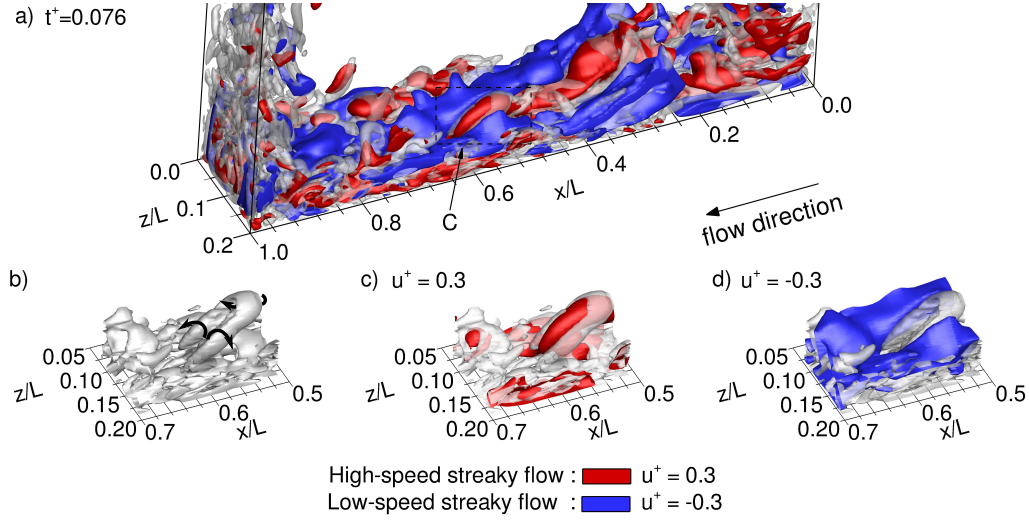 a) t⁺=0.076
0.0
0.2
0.4
0.6
0.8
1.0
x/L
0.0
0.1
0.2
z/L
C
flow direction
b)
0.05
0.10
0.15
0.20
z/L
0.5
0.6
0.7
x/L
c) u⁺ = 0.3
0.05
0.10
0.15
0.20
z/L
0.5
0.6
0.7
x/L
d) u⁺ = -0.3
0.05
0.10
0.15
0.20
z/L
0.5
0.6
0.7
x/L
High-speed streaky flow : u⁺ = 0.3
Low-speed streaky flow : u⁺ = -0.3